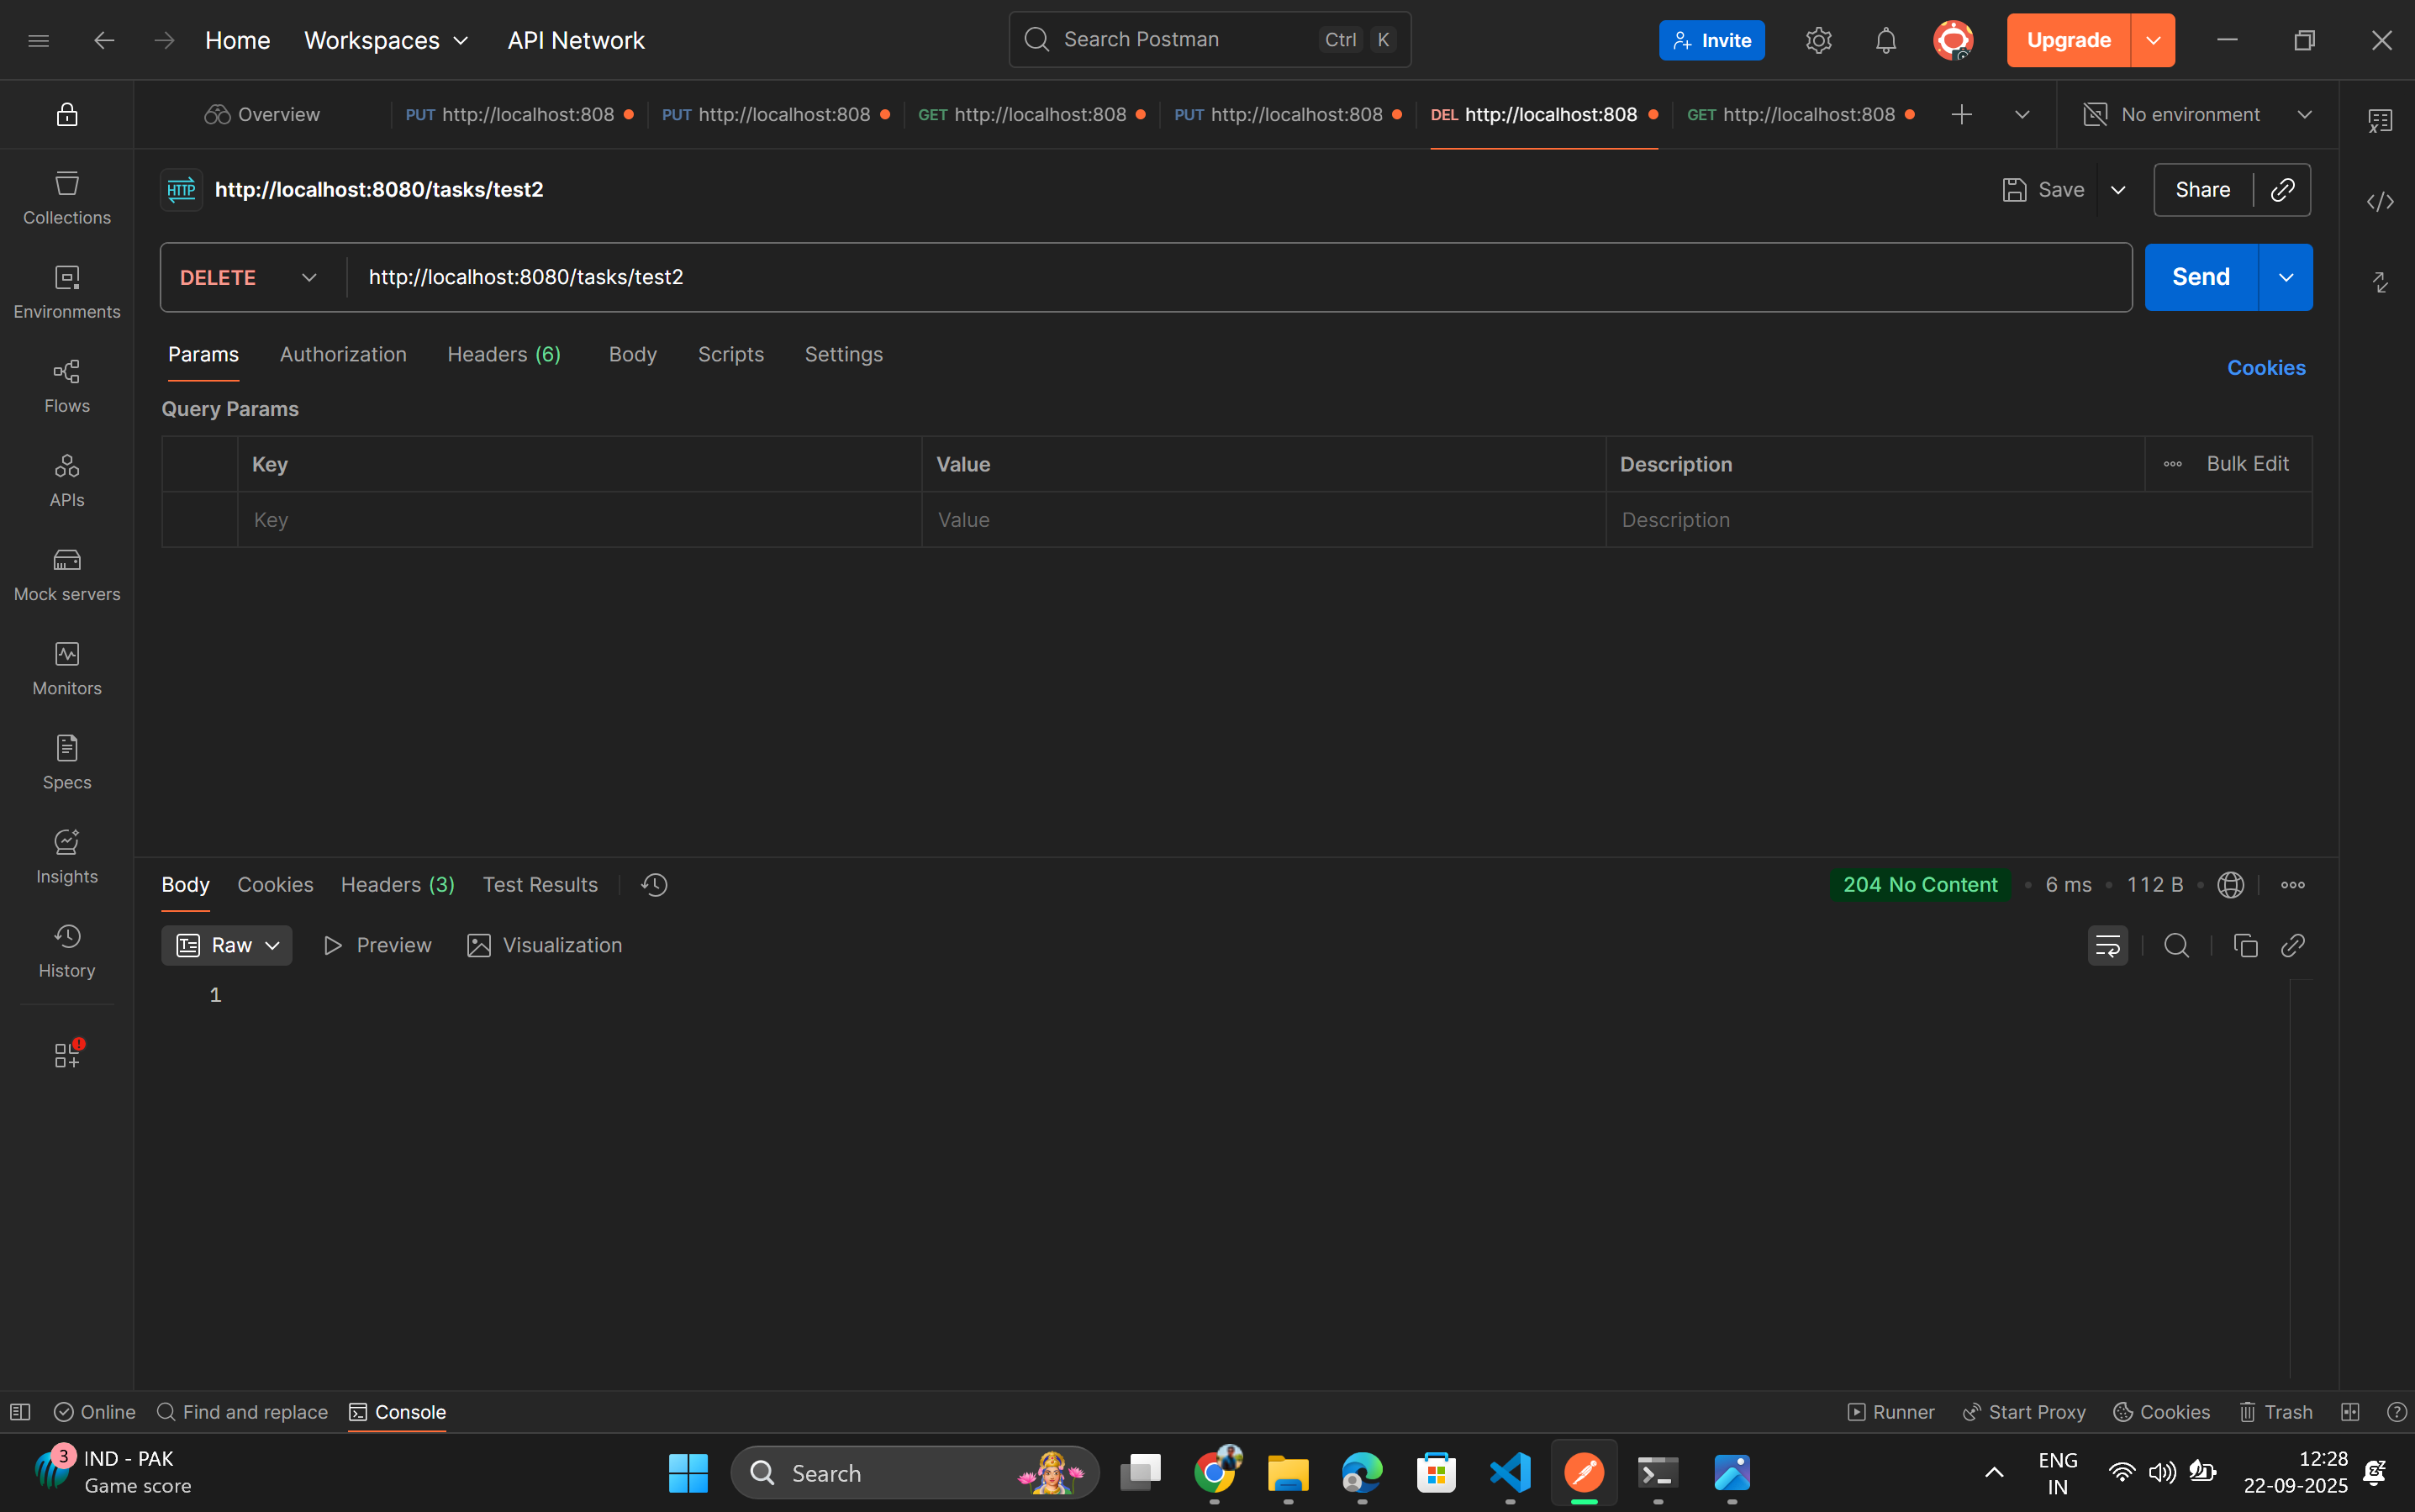 Home Workspaces API Network Search Postman Ctrl K Invite Upgrade
Overview PUT http://localhost:808 PUT http://localhost:808 GET http://localhost:808 PUT http://localhost:808 DEL http://localhost:808 GET http://localhost:808 No environment
HTTP http://localhost:8080/tasks/test2 Save Share
DELETE http://localhost:8080/tasks/test2 Send
Params Authorization Headers (6) Body Scripts Settings Cookies
Query Params
Key Value Description Bulk Edit
Key Value Description
Collections
Environments
Flows
APIs
Mock servers
Monitors
Specs
Insights
History
Body Cookies Headers (3) Test Results 204 No Content 6 ms 112 B
Raw Preview Visualization
1
Online Find and replace Console Runner Start Proxy Cookies Trash
3 IND - PAK
Game score
Search
ENG
IN
12:28
22-09-2025